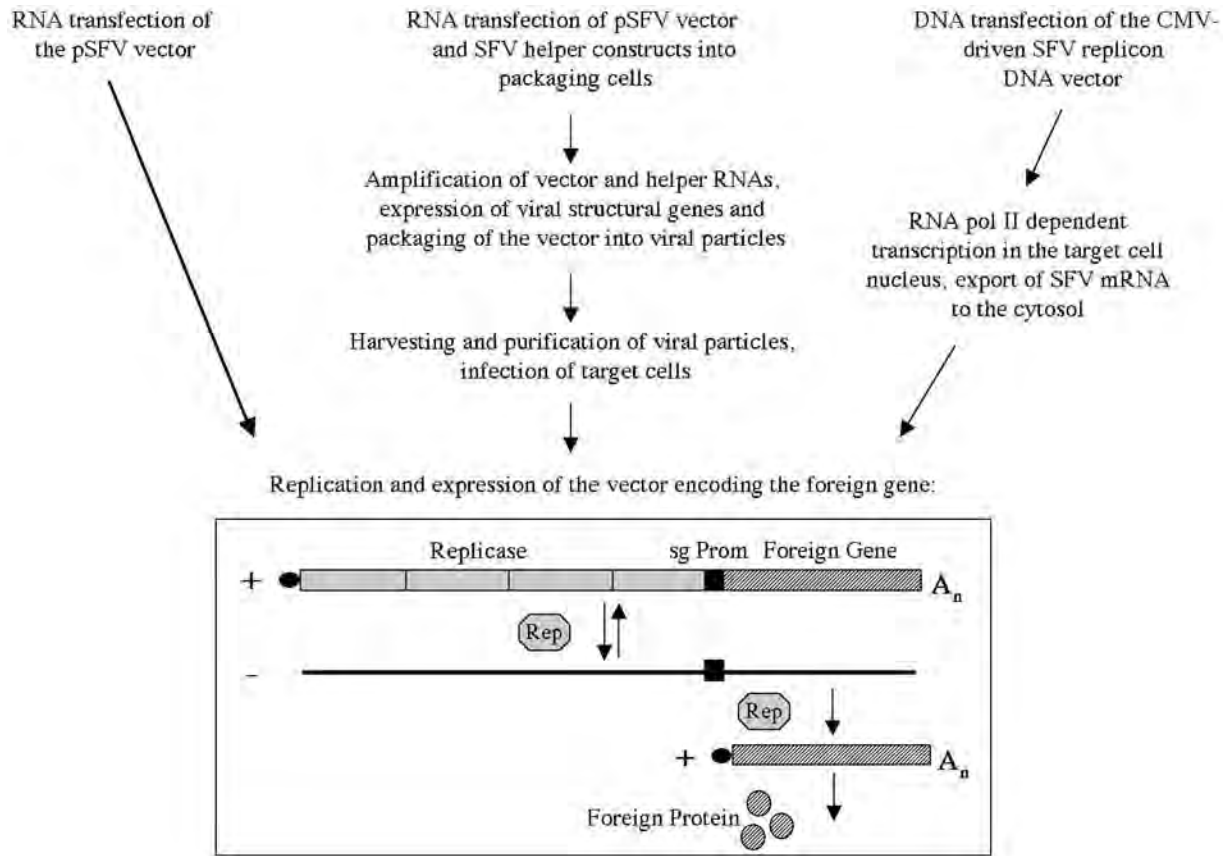 RNA transfection of
the pSFV vector
RNA transfection of pSFV vector
and SFV helper constructs into
packaging cells
DNA transfection of the CMV-
driven SFV replicon
DNA vector
Amplification of vector and helper RNAs,
expression of viral structural genes and
packaging of the vector into viral particles
RNA pol II dependent
transcription in the target cell
nucleus, export of SFV mRNA
to the cytosol
Harvesting and purification of viral particles,
infection of target cells
Replication and expression of the vector encoding the foreign gene:
Replicase sg Prom Foreign Gene
+ An
Rep
-
Rep
+ An
Foreign Protein